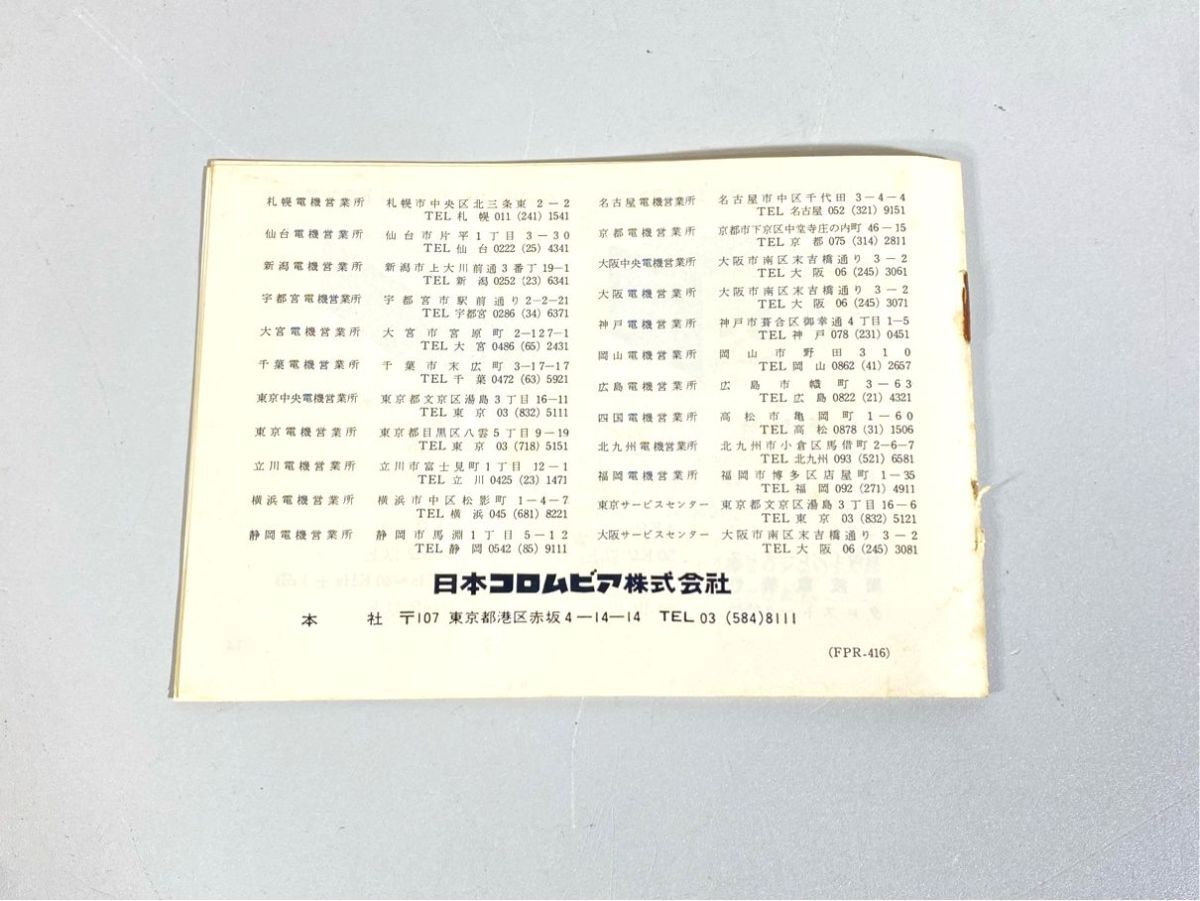 札幌電機営業所 札幌市中央区北三条東 2－2
TEL 札 幌 011 (241) 1541
仙台電機営業所 仙台市片平1丁目 3－30
TEL 仙 台 0222 (25) 4341
新潟電機営業所 新潟市上大川前通3番丁19-1
TEL 新 潟 0252 (23) 6341
宇都宮電機営業所 宇都宮市駅前通り2-2-21
TEL 宇都宮 0286 (34) 6371
大宮電機営業所 大宮市宮原町 2-127-1
TEL 大 宮 0486 (65) 2431
千葉電機営業所 千葉市末広町 3-17-17
TEL 千 葉 0472 (63) 5921
東京中央電機営業所 東京都文京区湯島3丁目16-11
TEL 東 京 03 (832) 5111
東京電機営業所 東京都目黒区八雲5丁目9-19
TEL 東 京 03 (718) 5151
立川電機営業所 立川市富士見町1丁目 12-1
TEL 立 川 0425 (23) 1471
横浜電機営業所 横浜市中区松影町 1-4-7
TEL 横 浜 045 (681) 8221
静岡電機営業所 静岡市馬淵1丁目 5-12
TEL 静 岡 0542 (85) 9111
名古屋電機営業所 名古屋市中区千代田 3-4-4
TEL 名古屋 052 (321) 9151
京都電機営業所 京都市下京区中堂寺庄の内町 46-15
TEL 京 都 075 (314) 2811
大阪中央電機営業所 大阪市南区末吉橋通り 3-2
TEL 大 阪 06 (245) 3061
大阪電機営業所 大阪市南区末吉橋通り 3-2
TEL 大 阪 06 (245) 3071
神戸電機営業所 神戸市葺合区御幸通4丁目1-5
TEL 神 戸 078 (231) 0451
岡山電機営業所 岡山市野田310
TEL 岡 山 0862 (41) 2657
広島電機営業所 広島市幟町 3-63
TEL 広 島 0822 (21) 4321
四国電機営業所 高松市亀岡町 1-60
TEL 高 松 0878 (31) 1506
北九州電機営業所 北九州市小倉区馬借町2-6-7
TEL 北九州 093 (521) 6581
福岡電機営業所 福岡市博多区店屋町 1-35
TEL 福 岡 092 (271) 4911
東京サービスセンター 東京都文京区湯島3丁目16-6
TEL 東 京 03 (832) 5121
大阪サービスセンター 大阪市南区末吉橋通り 3-2
TEL 大 阪 06 (245) 3081
日本コロムビア株式会社
本 社 〒107 東京都港区赤坂4-14-14 TEL 03 (584)8111
(FPR-416)